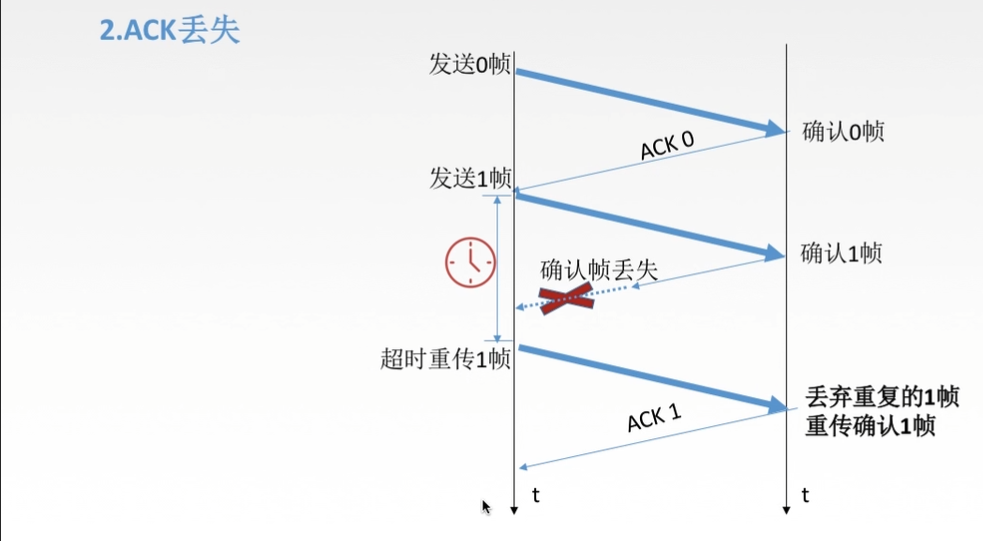 2.ACK丢失
发送0帧
确认0帧
ACK 0
发送1帧
确认1帧
确认帧丢失
超时重传1帧
丢弃重复的1帧
重传确认1帧
ACK 1
t
t